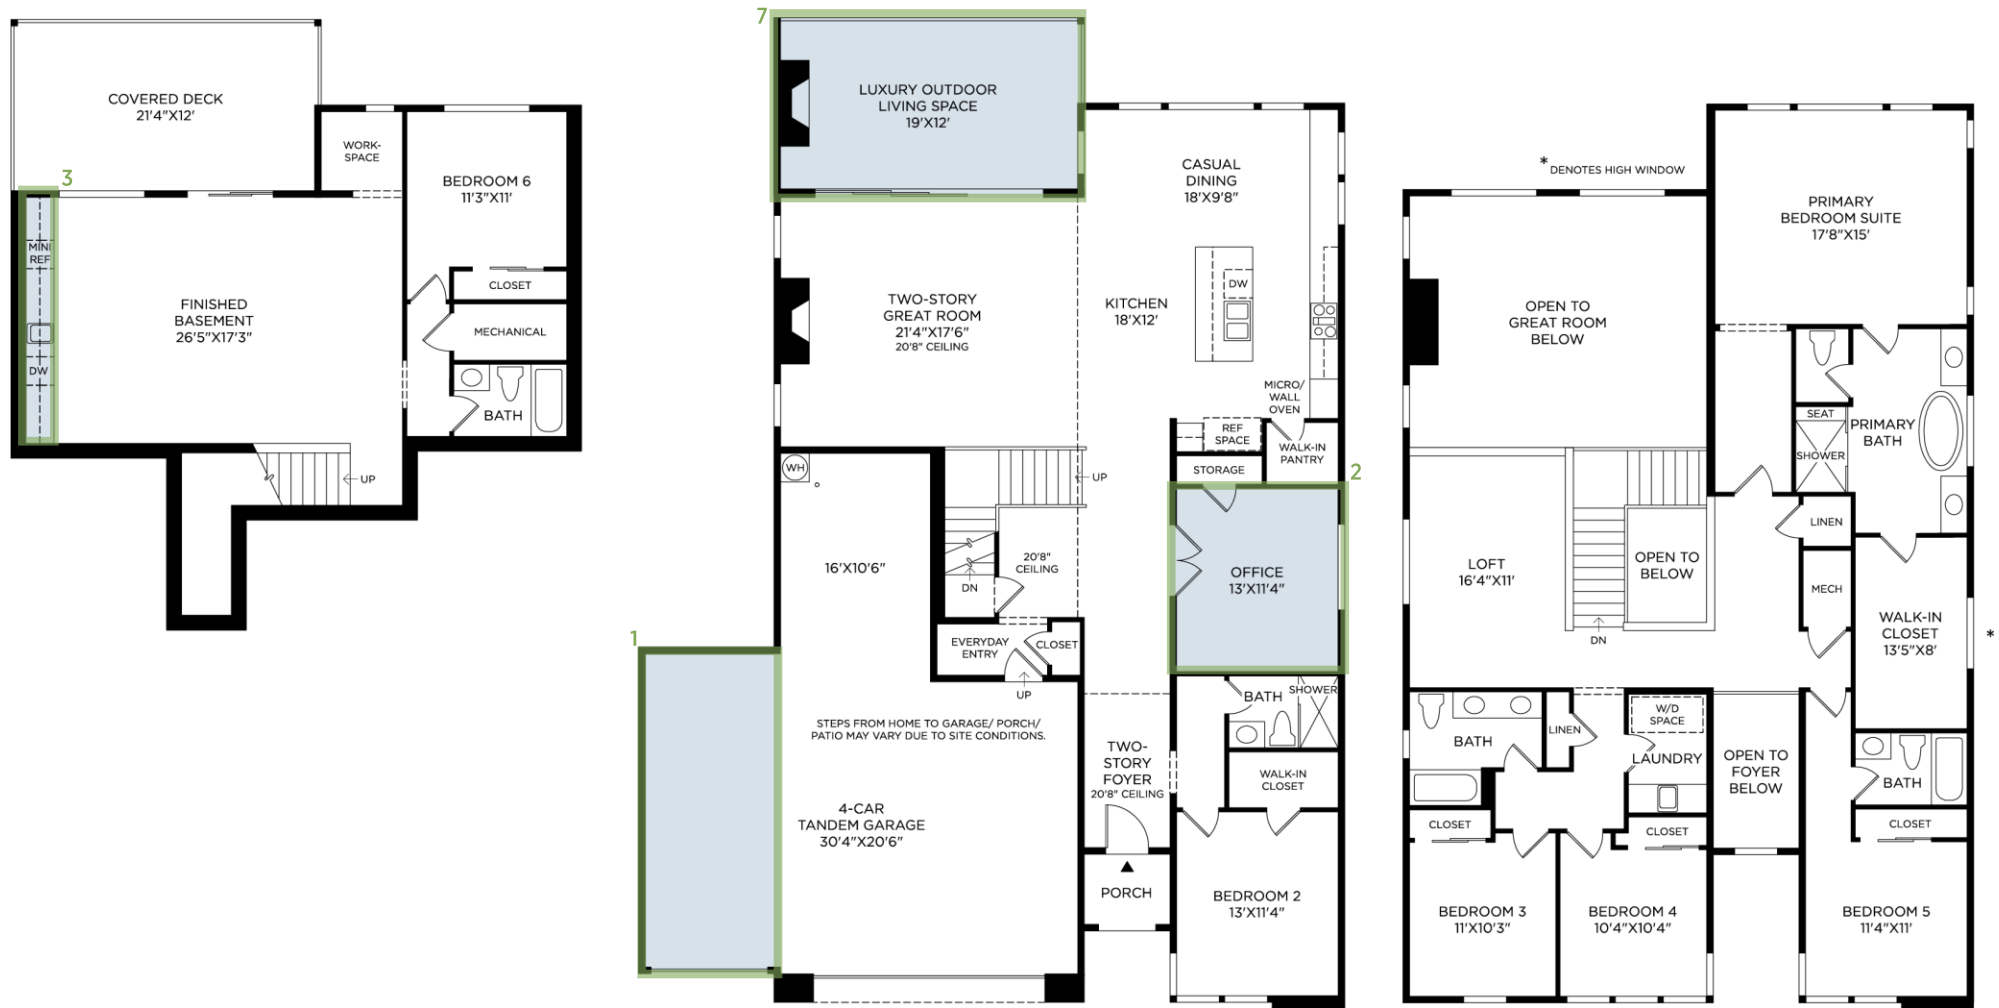 COVERED DECK
21'4"X12'
WORK-
SPACE
BEDROOM 6
11'3"X11'
3
MINI
REF
CLOSET
FINISHED
BASEMENT
26'5"X17'3"
MECHANICAL
DW
BATH
UP
7
LUXURY OUTDOOR
LIVING SPACE
19'X12'
CASUAL
DINING
18'X9'8"
TWO-STORY
GREAT ROOM
21'4"X17'6"
20'8" CEILING
KITCHEN
18'X12'
DW
MICRO/
WALL
OVEN
REF
SPACE
WALK-IN
PANTRY
STORAGE
WH
UP
2
16'X10'6"
20'8"
CEILING
DN
OFFICE
13'X11'4"
1
EVERYDAY
ENTRY
CLOSET
UP
BATH
SHOWER
STEPS FROM HOME TO GARAGE/ PORCH/
PATIO MAY VARY DUE TO SITE CONDITIONS.
TWO-
STORY
FOYER
20'8" CEILING
WALK-IN
CLOSET
4-CAR
TANDEM GARAGE
30'4"X20'6"
PORCH
BEDROOM 2
13'X11'4"
*
DENOTES HIGH WINDOW
PRIMARY
BEDROOM SUITE
17'8"X15'
OPEN TO
GREAT ROOM
BELOW
SEAT
SHOWER
PRIMARY
BATH
LINEN
LOFT
16'4"X11'
OPEN TO
BELOW
MECH
DN
WALK-IN
CLOSET
13'5"X8'
*
W/D
SPACE
LINEN
BATH
LAUNDRY
OPEN TO
FOYER
BELOW
BATH
CLOSET
CLOSET
CLOSET
BEDROOM 3
11'X10'3"
BEDROOM 4
10'4"X10'4"
BEDROOM 5
11'4"X11'